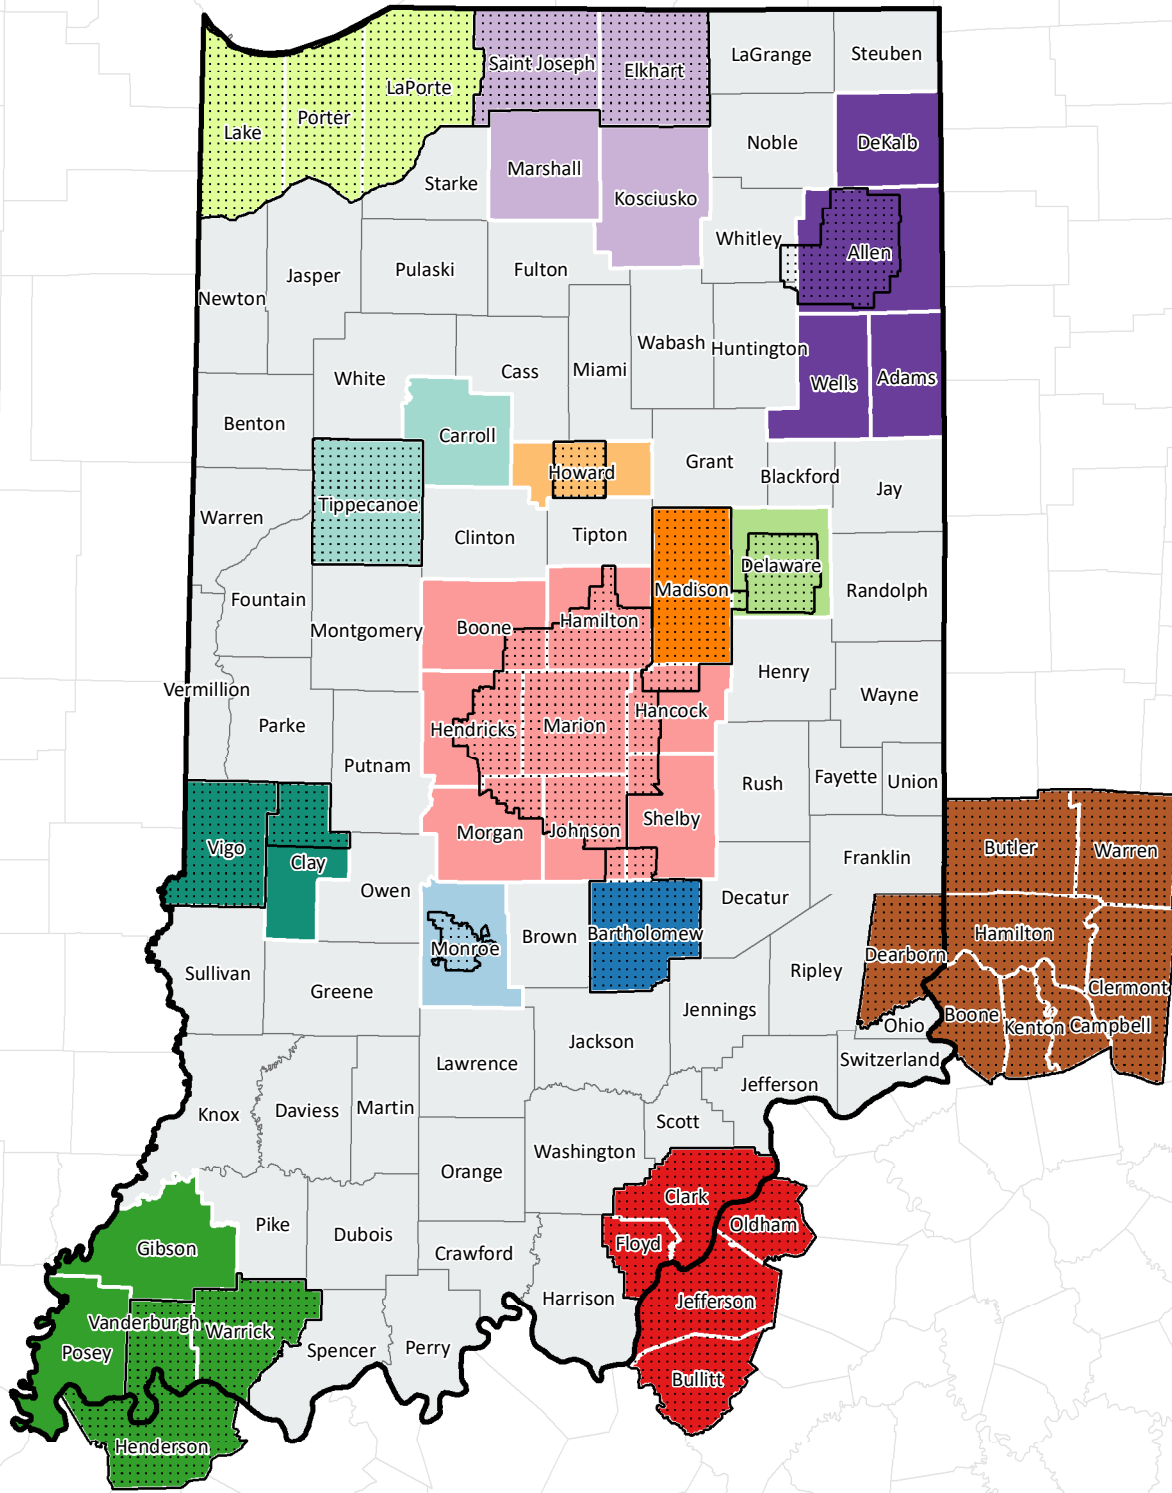 LaGrange
Steuben
Saint Joseph
Elkhart
LaPorte
Porter
Lake
Noble
DeKalb
Marshall
Starke
Kosciusko
Whitley
Allen
Pulaski
Fulton
Jasper
Newton
Wabash
Huntington
Miami
Cass
White
Wells
Adams
Benton
Carroll
Grant
Howard
Blackford
Jay
Tippecanoe
Warren
Clinton
Tipton
Delaware
Madison
Randolph
Fountain
Montgomery
Boone
Hamilton
Henry
Vermillion
Wayne
Hancock
Parke
Hendricks
Marion
Putnam
Rush
Fayette
Union
Shelby
Morgan
Johnson
Vigo
Clay
Butler
Warren
Franklin
Owen
Decatur
Bartholomew
Brown
Monroe
Hamilton
Dearborn
Sullivan
Ripley
Greene
Clermont
Jennings
Boone
Kenton
Campbell
Ohio
Jackson
Switzerland
Lawrence
Jefferson
Knox
Daviess
Martin
Scott
Washington
Orange
Clark
Pike
Oldham
Dubois
Floyd
Gibson
Crawford
Harrison
Jefferson
Vanderburgh
Warrick
Posey
Spencer
Perry
Bullitt
Henderson